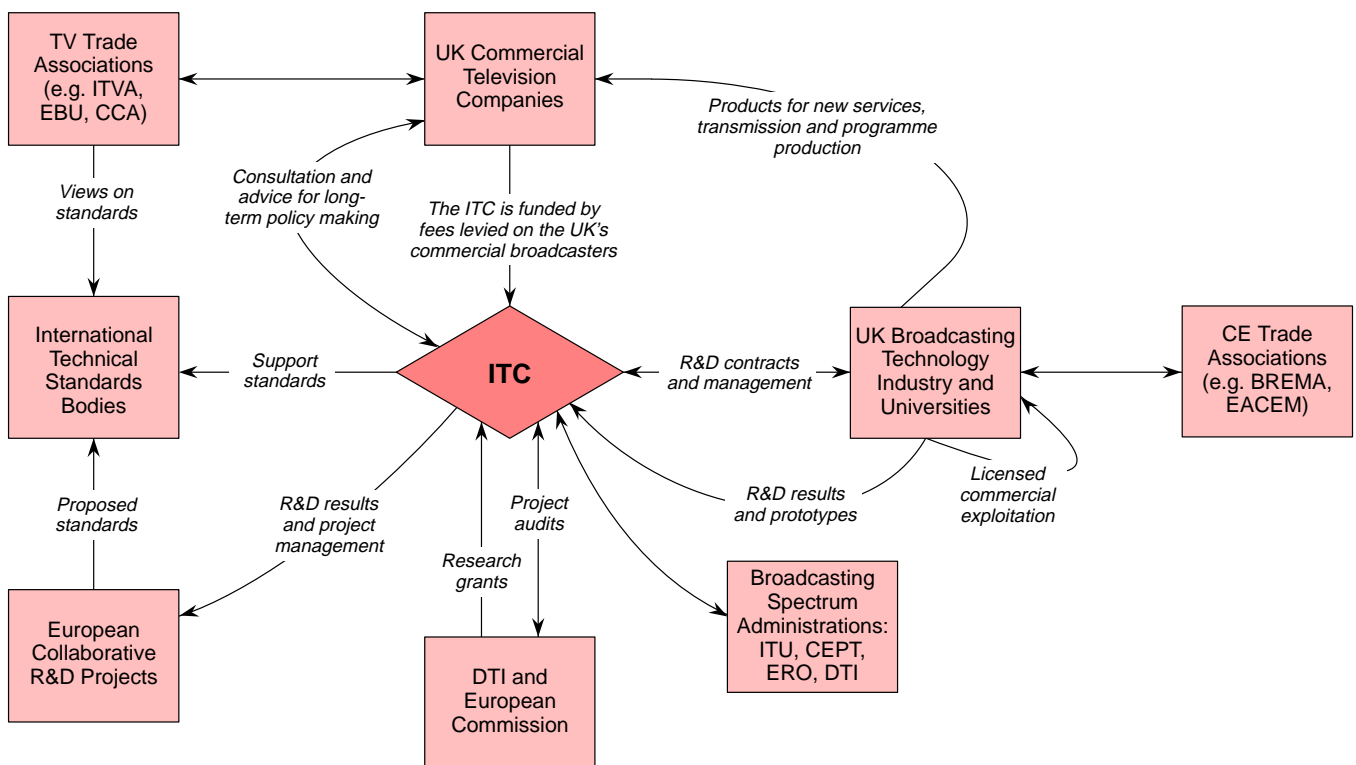 TV Trade
Associations
(e.g. ITVA,
EBU, CCA)
UK Commercial
Television
Companies
Products for new services,
transmission and programme
production
Views on
standards
Consultation and
advice for long-
term policy making
The ITC is funded by
fees levied on the UK's
commercial broadcasters
International
Technical
Standards
Bodies
Support
standards
ITC
R&D contracts
and management
UK Broadcasting
Technology
Industry and
Universities
CE Trade
Associations
(e.g. BREMA,
EACEM)
Proposed
standards
R&D results
and project
management
Research
grants
Project
audits
R&D results
and prototypes
Licensed
commercial
exploitation
European
Collaborative
R&D Projects
DTI and
European
Commission
Broadcasting
Spectrum
Administrations:
ITU, CEPT,
ERO, DTI